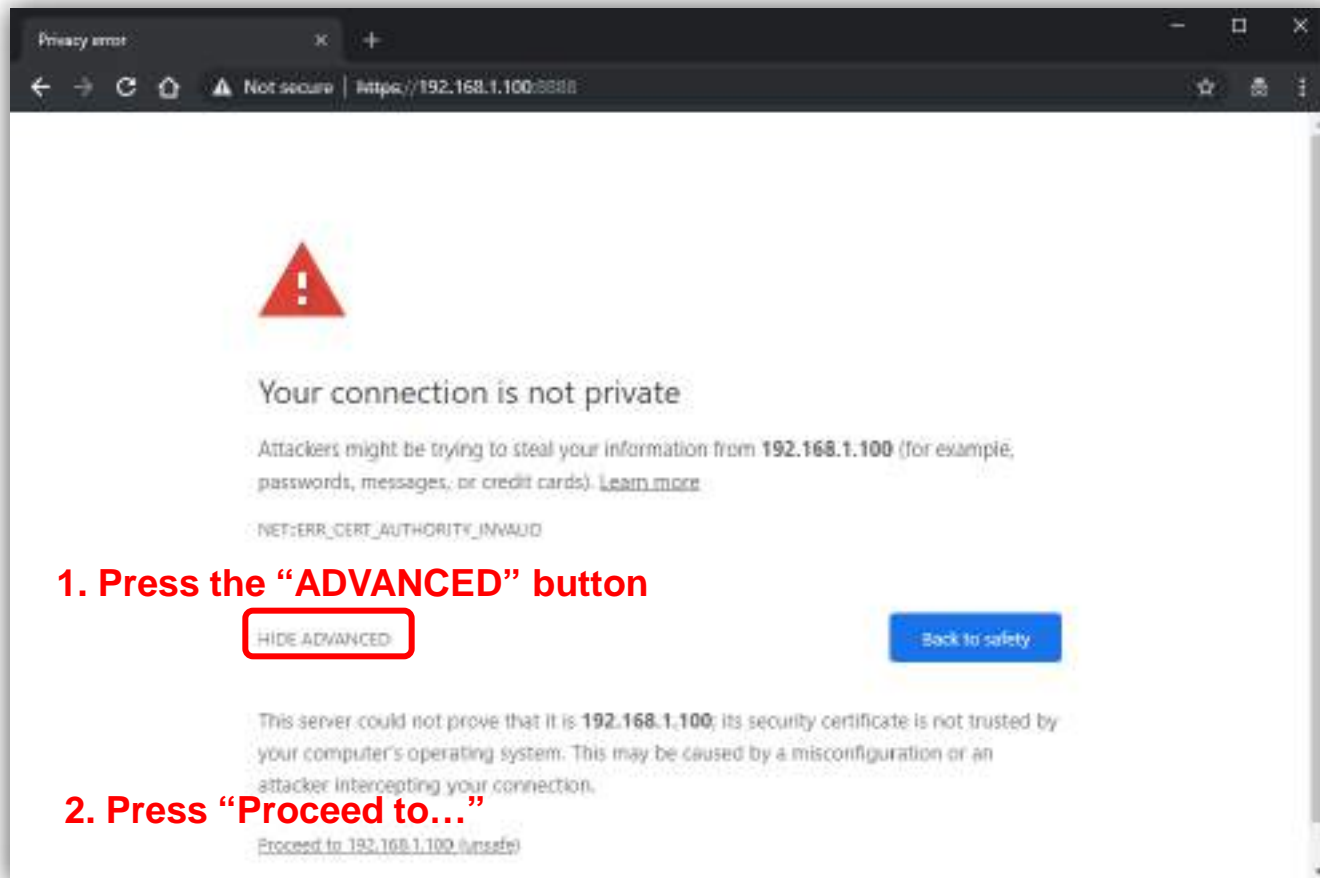 Privacy error
Not secure | https://192.168.1.100:8888
Your connection is not private
Attackers might be trying to steal your information from 192.168.1.100 (for example,
passwords, messages, or credit cards). Learn more
NET::ERR_CERT_AUTHORITY_INVALID
1. Press the “ADVANCED” button
HIDE ADVANCED
Back to safety
This server could not prove that it is 192.168.1.100; its security certificate is not trusted by
your computer's operating system. This may be caused by a misconfiguration or an
attacker intercepting your connection.
2. Press “Proceed to…”
Proceed to 192.168.1.100 (unsafe)